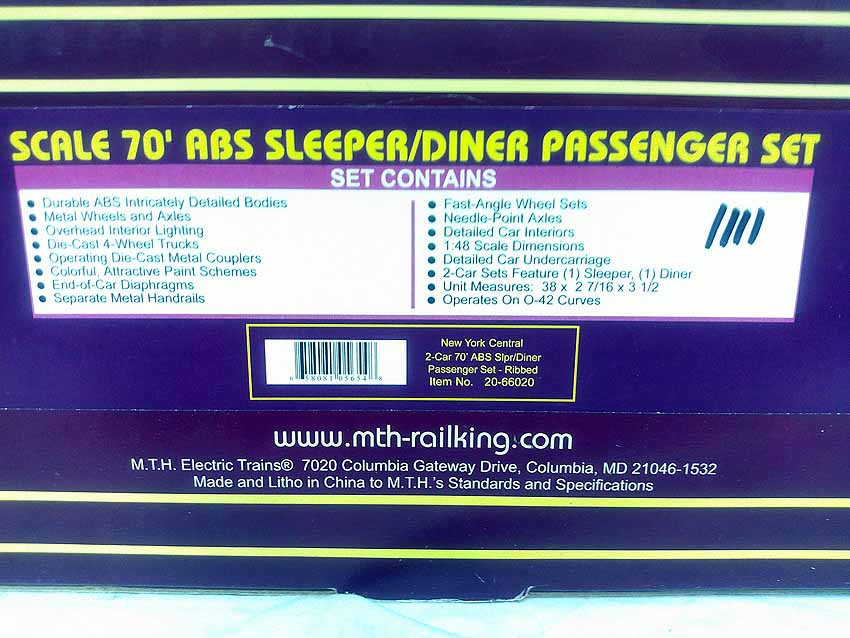 SCALE 70' ABS SLEEPER/DINER PASSENGER SET
SET CONTAINS
• Durable ABS Intricately Detailed Bodies
• Metal Wheels and Axles
• Overhead Interior Lighting
• Die-Cast 4-Wheel Trucks
• Operating Die-Cast Metal Couplers
• Colorful, Attractive Paint Schemes
• End-of-Car Diaphragms
• Separate Metal Handrails
• Fast-Angle Wheel Sets
• Needle-Point Axles
• Detailed Car Interiors
• 1:48 Scale Dimensions
• Detailed Car Undercarriage
• 2-Car Sets Feature (1) Sleeper, (1) Diner
• Unit Measures: 38 x 2 7/16 x 3 1/2
• Operates On O-42 Curves
6 58081 05654 8
New York Central
2-Car 70' ABS Slpr/Diner
Passenger Set - Ribbed
Item No. 20-66020
www.mth-railking.com
M.T.H. Electric Trains® 7020 Columbia Gateway Drive, Columbia, MD 21046-1532
Made and Litho in China to M.T.H.'s Standards and Specifications